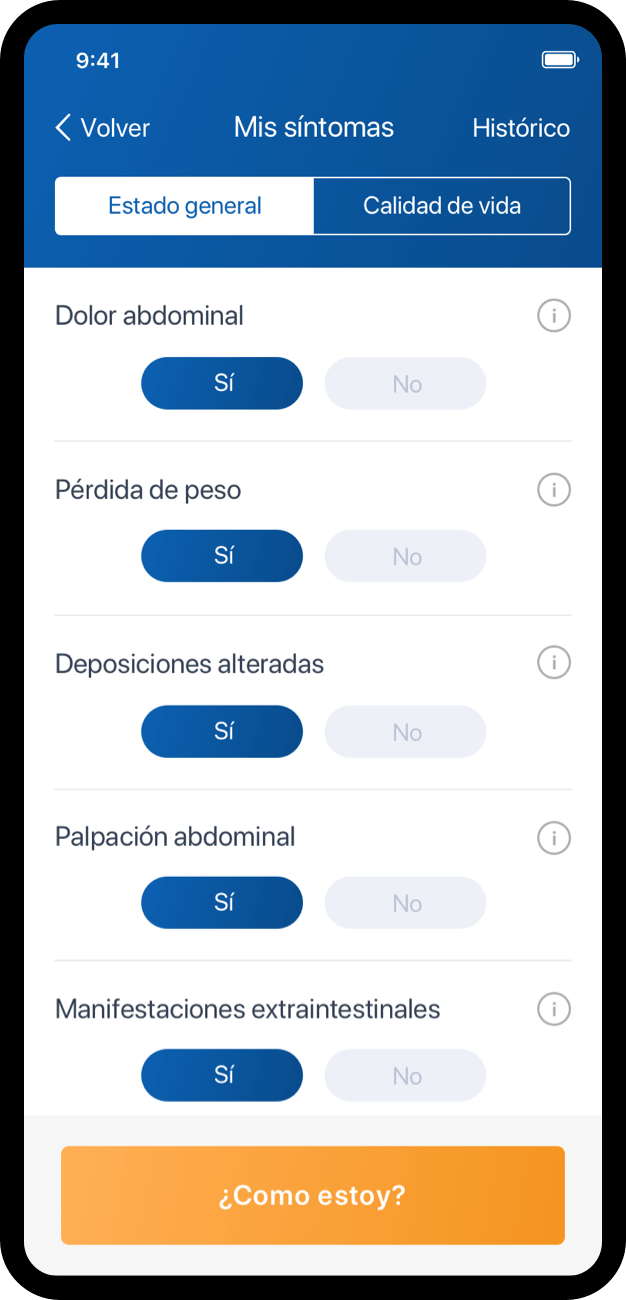 9:41
Volver Mis síntomas Histórico
Estado general Calidad de vida
Dolor abdominal
Sí No
Pérdida de peso
Sí No
Deposiciones alteradas
Sí No
Palpación abdominal
Sí No
Manifestaciones extraintestinales
Sí No
¿Como estoy?